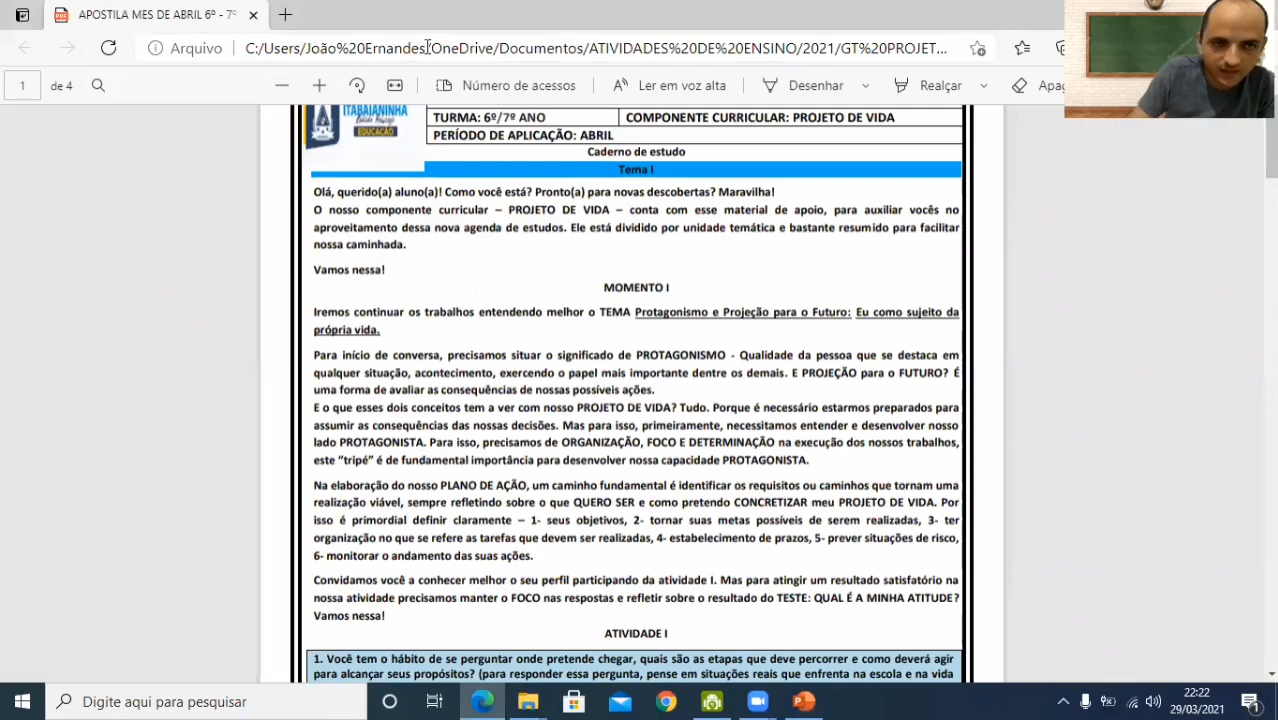 APOSTILA MES DE ABRIL 6º - 7º
Arquivo C:/Users/João%20Ernandes/OneDrive/Documentos/ATIVIDADES%20DE%20ENSINO/2021/GT%20PROJET...
1 de 4 Número de acessos Ler em voz alta Desenhar Realçar Apag
ITABAIANINHA
EDUCAÇÃO
TURMA: 6º/7º ANO COMPONENTE CURRICULAR: PROJETO DE VIDA
PERÍODO DE APLICAÇÃO: ABRIL
Caderno de estudo
Tema I
Olá, querido(a) aluno(a)! Como você está? Pronto(a) para novas descobertas? Maravilha!
O nosso componente curricular – PROJETO DE VIDA – conta com esse material de apoio, para auxiliar vocês no
aproveitamento dessa nova agenda de estudos. Ele está dividido por unidade temática e bastante resumido para facilitar
nossa caminhada.
Vamos nessa!
MOMENTO I
Iremos continuar os trabalhos entendendo melhor o TEMA Protagonismo e Projeção para o Futuro: Eu como sujeito da
própria vida.
Para início de conversa, precisamos situar o significado de PROTAGONISMO - Qualidade da pessoa que se destaca em
qualquer situação, acontecimento, exercendo o papel mais importante dentre os demais. E PROJEÇÃO para o FUTURO? É
uma forma de avaliar as consequências de nossas possíveis ações.
E o que esses dois conceitos tem a ver com nosso PROJETO DE VIDA? Tudo. Porque é necessário estarmos preparados para
assumir as consequências das nossas decisões. Mas para isso, primeiramente, necessitamos entender e desenvolver nosso
lado PROTAGONISTA. Para isso, precisamos de ORGANIZAÇÃO, FOCO E DETERMINAÇÃO na execução dos nossos trabalhos,
este “tripé” é de fundamental importância para desenvolver nossa capacidade PROTAGONISTA.
Na elaboração do nosso PLANO DE AÇÃO, um caminho fundamental é identificar os requisitos ou caminhos que tornam uma
realização viável, sempre refletindo sobre o que QUERO SER e como pretendo CONCRETIZAR meu PROJETO DE VIDA. Por
isso é primordial definir claramente – 1- seus objetivos, 2- tornar suas metas possíveis de serem realizadas, 3- ter
organização no que se refere as tarefas que devem ser realizadas, 4- estabelecimento de prazos, 5- prever situações de risco,
6- monitorar o andamento das suas ações.
Convidamos você a conhecer melhor o seu perfil participando da atividade I. Mas para atingir um resultado satisfatório na
nossa atividade precisamos manter o FOCO nas respostas e refletir sobre o resultado do TESTE: QUAL É A MINHA ATITUDE?
Vamos nessa!
ATIVIDADE I
1. Você tem o hábito de se perguntar onde pretende chegar, quais são as etapas que deve percorrer e como deverá agir
para alcançar seus propósitos? (para responder essa pergunta, pense em situações reais que enfrenta na escola e na vida
Digite aqui para pesquisar
22:22
29/03/2021